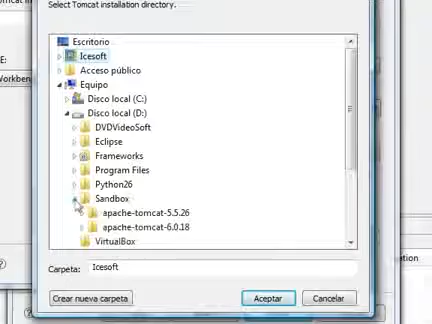 Select Tomcat installation directory.
Escritorio
Icesoft
Acceso público
Equipo
Disco local (C:)
Disco local (D:)
DVDVideoSoft
Eclipse
Frameworks
Program Files
Python26
Sandbox
apache-tomcat-5.5.26
apache-tomcat-6.0.18
VirtualBox
Carpeta: Icesoft
Crear nueva carpeta Aceptar Cancelar